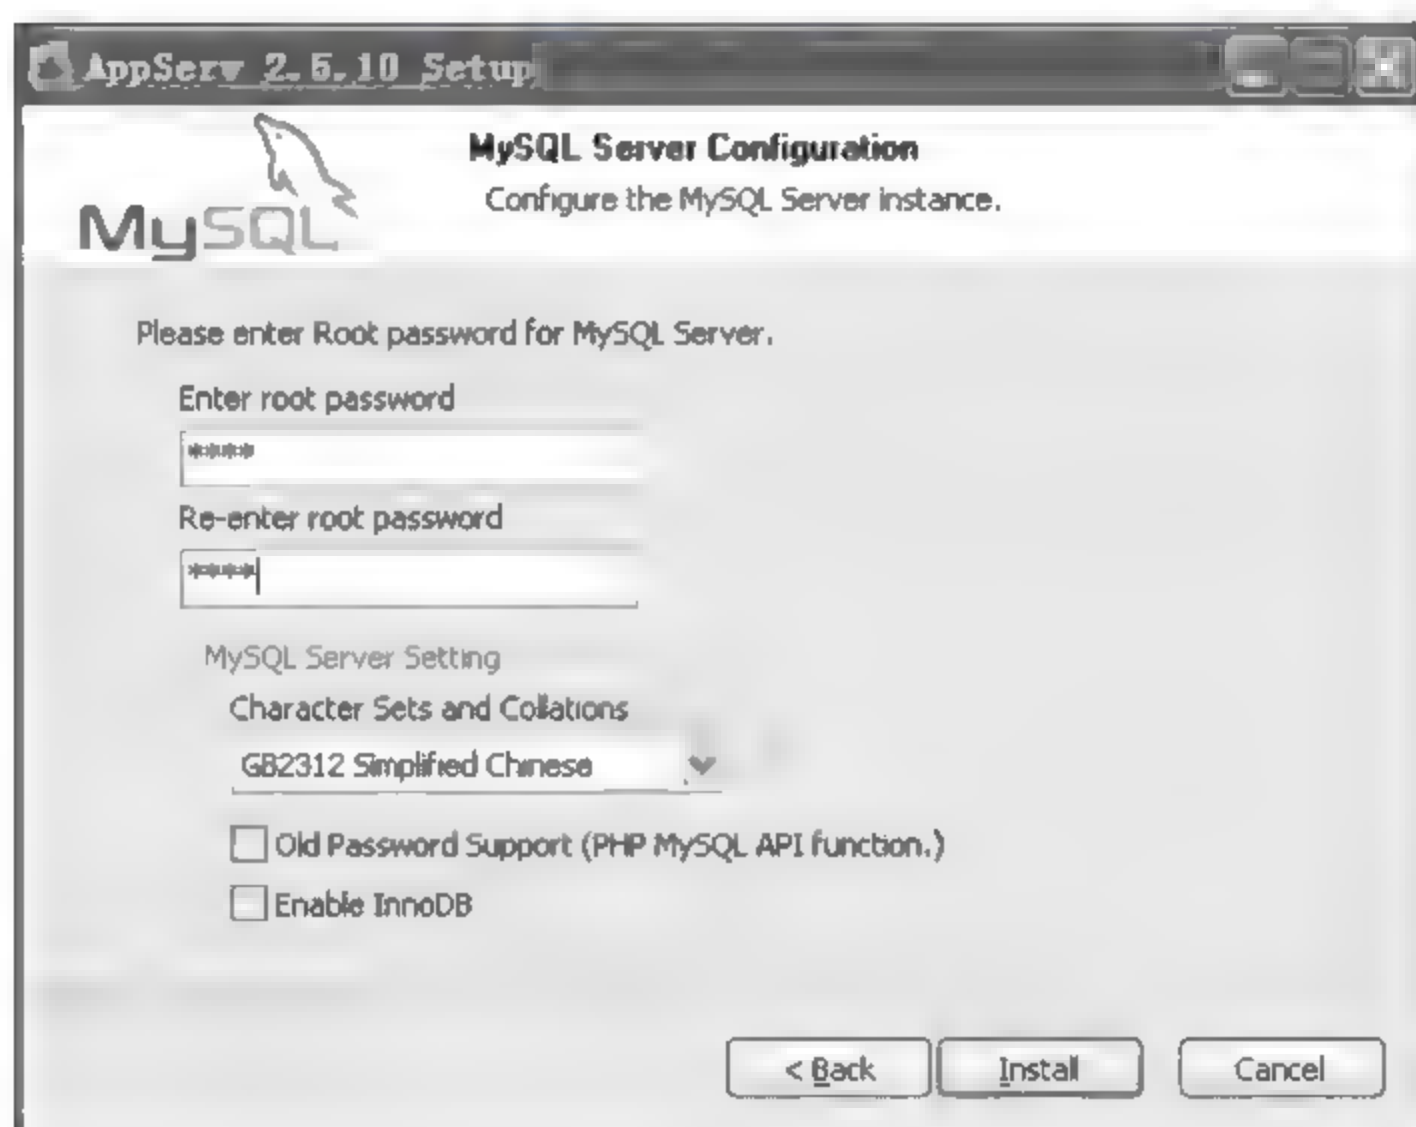 AppServ 2.5.10 Setup
MySQL
MySQL Server Configuration
Configure the MySQL Server instance.
Please enter Root password for MySQL Server.
Enter root password
****
Re-enter root password
****
MySQL Server Setting
Character Sets and Collations
GB2312 Simplified Chinese
Old Password Support (PHP MySQL API function.)
Enable InnoDB
< Back
Install
Cancel